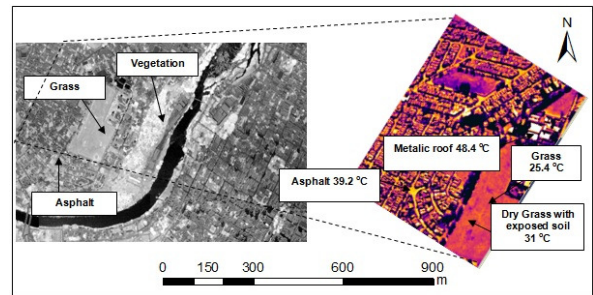 Vegetation
Grass
Asphalt
N
Metalic roof 48.4 °C
Grass
25.4 °C
Asphalt 39.2 °C
Dry Grass with
exposed soil
31 °C
0 150 300 600 900
m